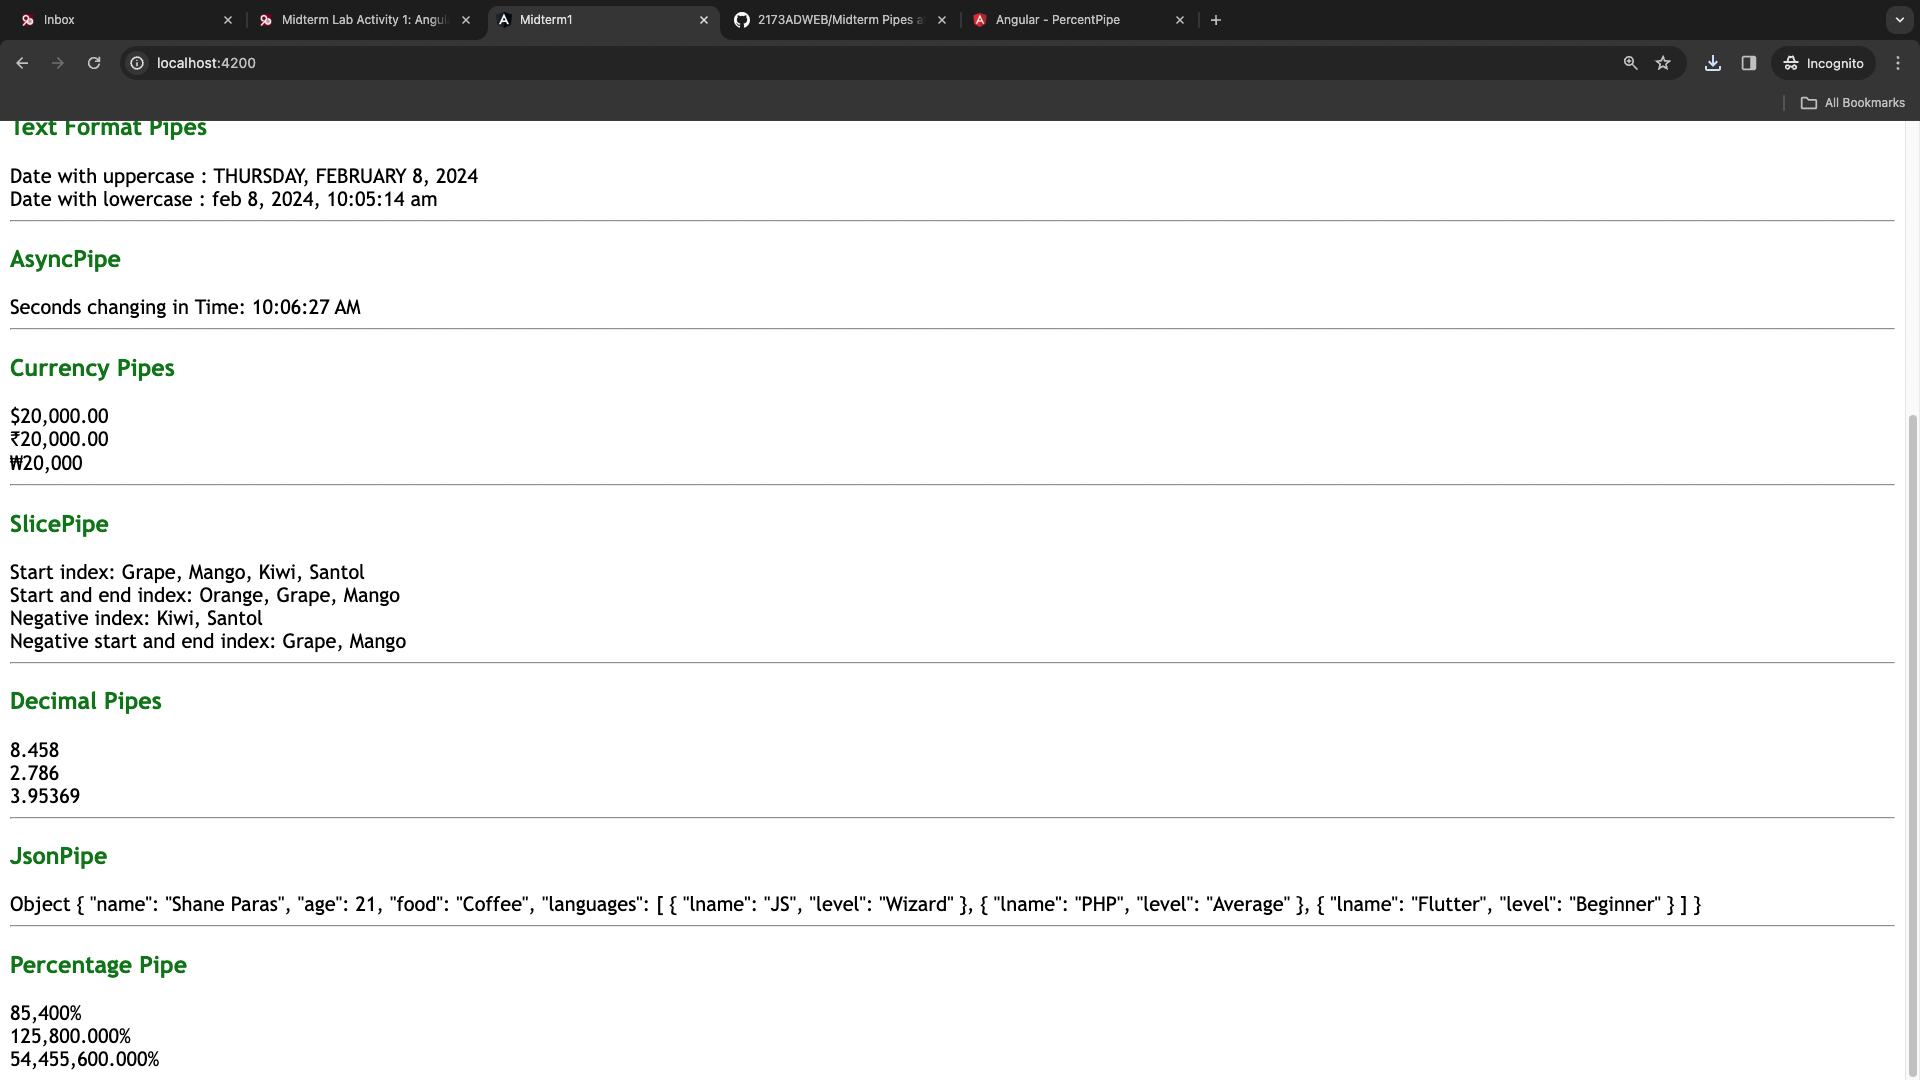 Inbox
Midterm Lab Activity 1: Angul
Midterm1
2173ADWEB/Midterm Pipes a
Angular - PercentPipe
localhost:4200
Incognito
All Bookmarks
Text Format Pipes
Date with uppercase : THURSDAY, FEBRUARY 8, 2024
Date with lowercase : feb 8, 2024, 10:05:14 am
AsyncPipe
Seconds changing in Time: 10:06:27 AM
Currency Pipes
$20,000.00
₹20,000.00
₩20,000
SlicePipe
Start index: Grape, Mango, Kiwi, Santol
Start and end index: Orange, Grape, Mango
Negative index: Kiwi, Santol
Negative start and end index: Grape, Mango
Decimal Pipes
8.458
2.786
3.95369
JsonPipe
Object { "name": "Shane Paras", "age": 21, "food": "Coffee", "languages": [ { "lname": "JS", "level": "Wizard" }, { "lname": "PHP", "level": "Average" }, { "lname": "Flutter", "level": "Beginner" } ] }
Percentage Pipe
85,400%
125,800.000%
54,455,600.000%